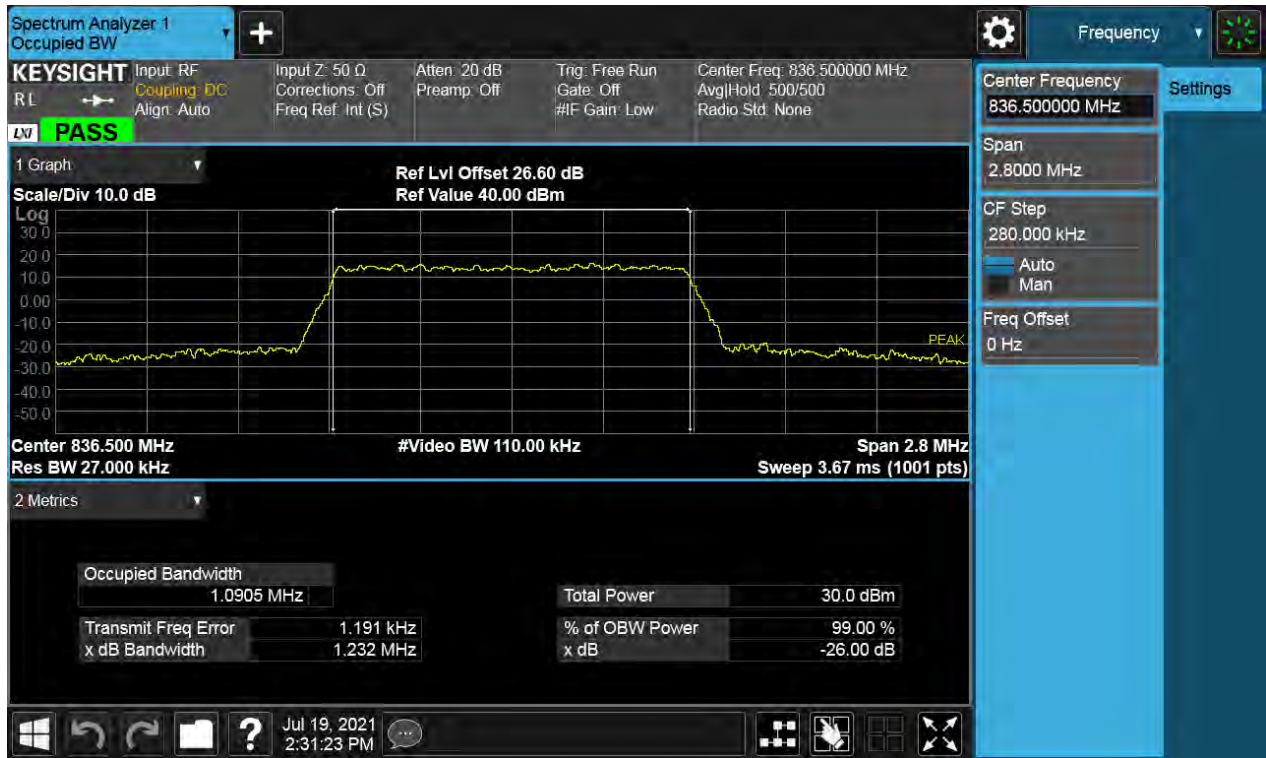 Spectrum Analyzer 1
Occupied BW
+
Frequency
KEYSIGHT
RL
LXI
PASS
Input: RF
Coupling: DC
Align: Auto
Input Z: 50 Ω
Corrections: Off
Freq Ref: Int (S)
Atten: 20 dB
Preamp: Off
Trig: Free Run
Gate: Off
#IF Gain: Low
Center Freq: 836.500000 MHz
Avg|Hold: 500/500
Radio Std: None
Center Frequency
836.500000 MHz
Settings
Span
2.8000 MHz
CF Step
280.000 kHz
Auto
Man
Freq Offset
0 Hz
1 Graph
Scale/Div 10.0 dB
Ref Lvl Offset 26.60 dB
Ref Value 40.00 dBm
Log
30.0
20.0
10.0
0.00
-10.0
-20.0
-30.0
-40.0
-50.0
PEAK
Center 836.500 MHz
#Video BW 110.00 kHz
Span 2.8 MHz
Res BW 27.000 kHz
Sweep 3.67 ms (1001 pts)
2 Metrics
Occupied Bandwidth
1.0905 MHz
Total Power 30.0 dBm
Transmit Freq Error 1.191 kHz
% of OBW Power 99.00 %
x dB Bandwidth 1.232 MHz
x dB -26.00 dB
?
Jul 19, 2021
2:31:23 PM